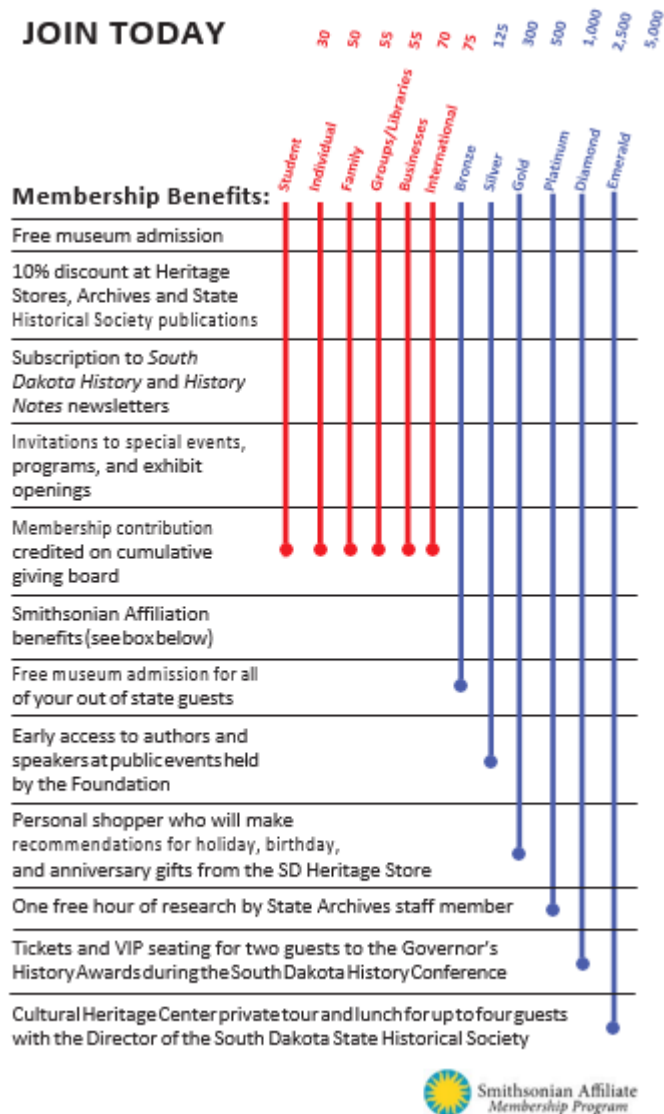 JOIN TODAY
30
50
55
55
70
75
125
300
500
1,000
2,500
5,000
Student
Individual
Family
Groups/Libraries
Businesses
International
Bronze
Silver
Gold
Platinum
Diamond
Emerald
Membership Benefits:
Free museum admission
10% discount at Heritage
Stores, Archives and State
Historical Society publications
Subscription to South
Dakota History and History
Notes newsletters
Invitations to special events,
programs, and exhibit
openings
Membership contribution
credited on cumulative
giving board
Smithsonian Affiliation
benefits (see box below)
Free museum admission for all
of your out of state guests
Early access to authors and
speakers at public events held
by the Foundation
Personal shopper who will make
recommendations for holiday, birthday,
and anniversary gifts from the SD Heritage Store
One free hour of research by State Archives staff member
Tickets and VIP seating for two guests to the Governor's
History Awards during the South Dakota History Conference
Cultural Heritage Center private tour and lunch for up to four guests
with the Director of the South Dakota State Historical Society
Smithsonian Affiliate
Membership Program